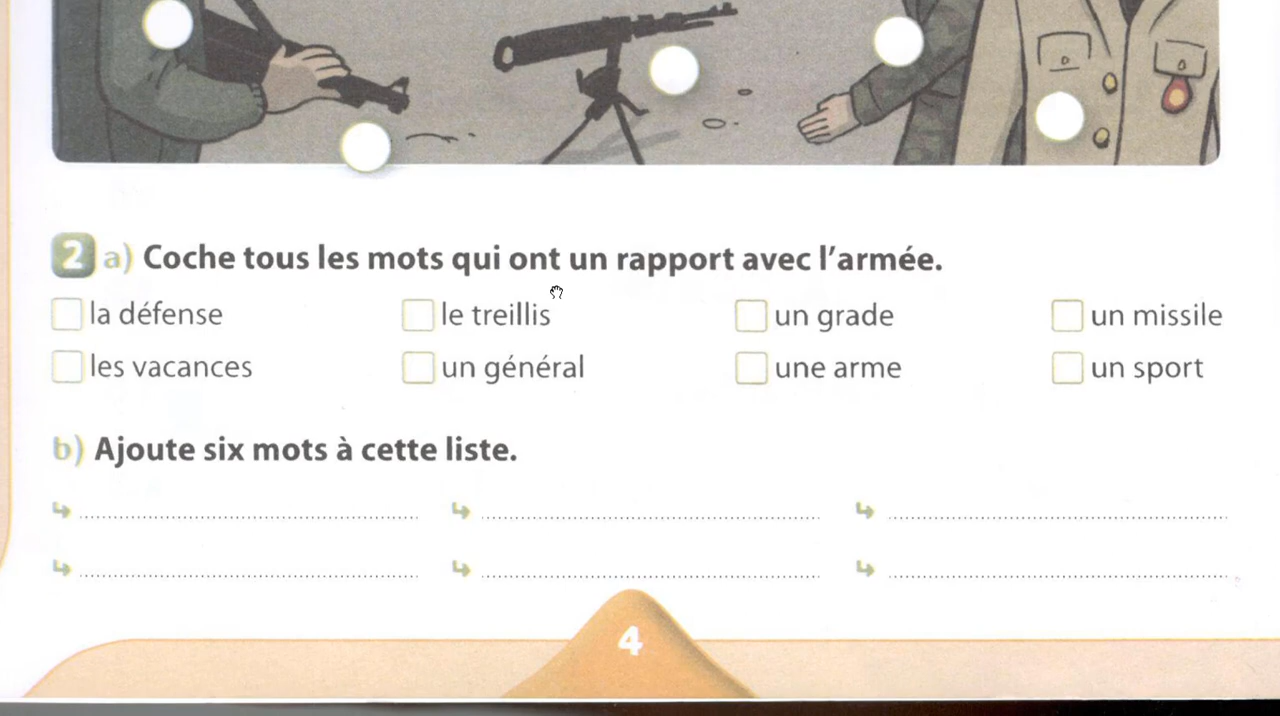 2 a) Coche tous les mots qui ont un rapport avec l'armée.
la défense le treillis un grade un missile
les vacances un général une arme un sport
b) Ajoute six mots à cette liste.
4